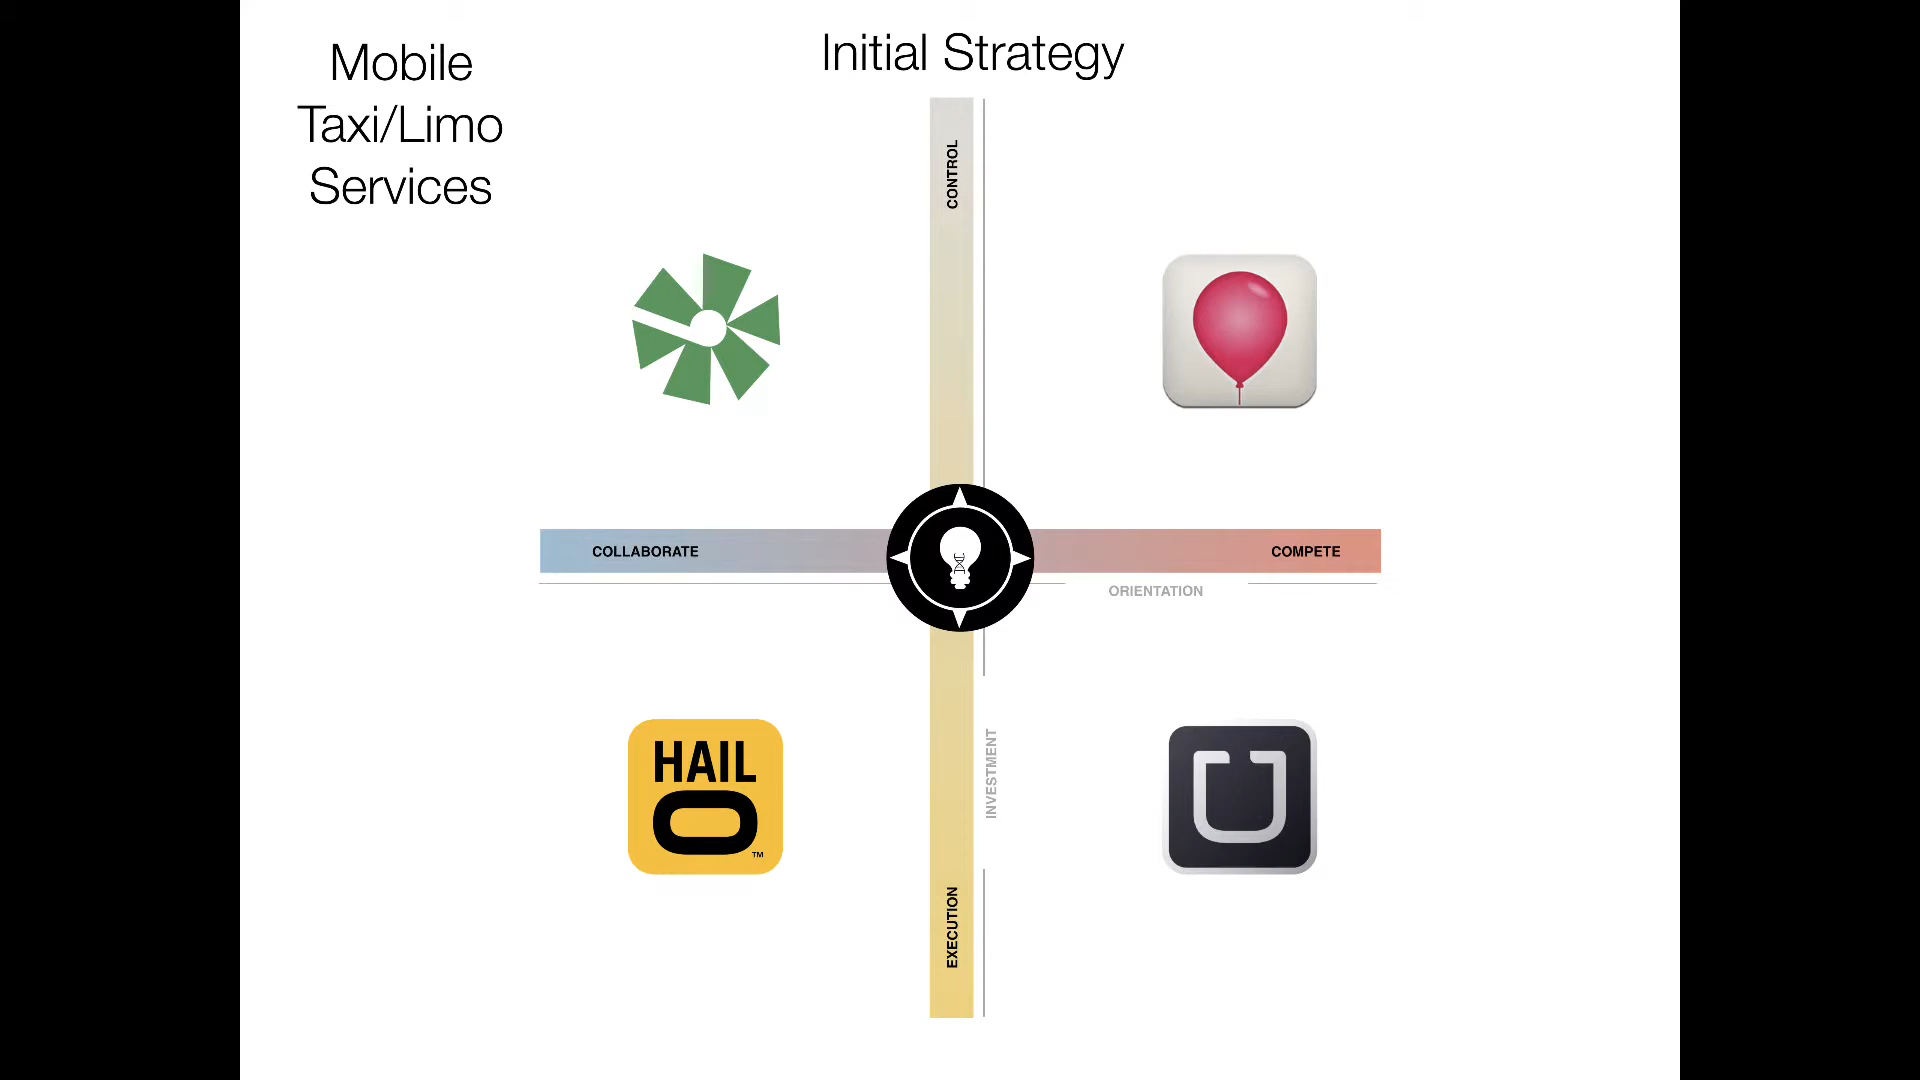 Mobile
Taxi/Limo
Services
Initial Strategy
CONTROL
COLLABORATE
COMPETE
ORIENTATION
INVESTMENT
EXECUTION
HAIL
O
TM